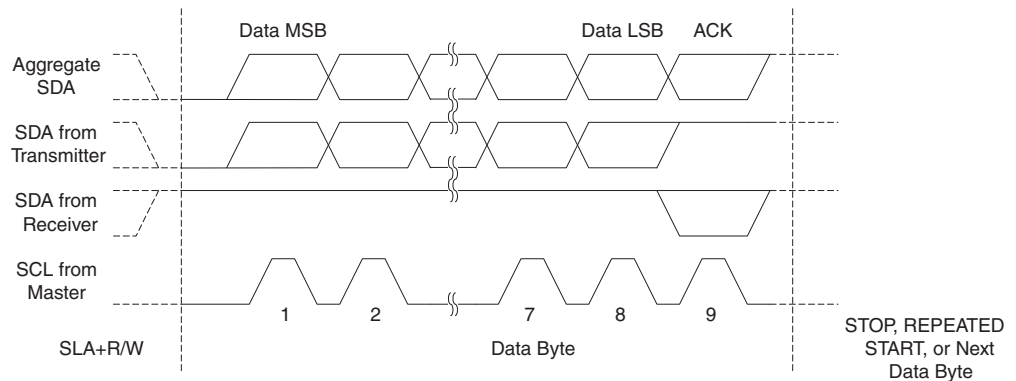 Data MSB
Data LSB
ACK
Aggregate
SDA
SDA from
Transmitter
SDA from
Receiver
SCL from
Master
1
2
7
8
9
SLA+R/W
Data Byte
STOP, REPEATED
START, or Next
Data Byte